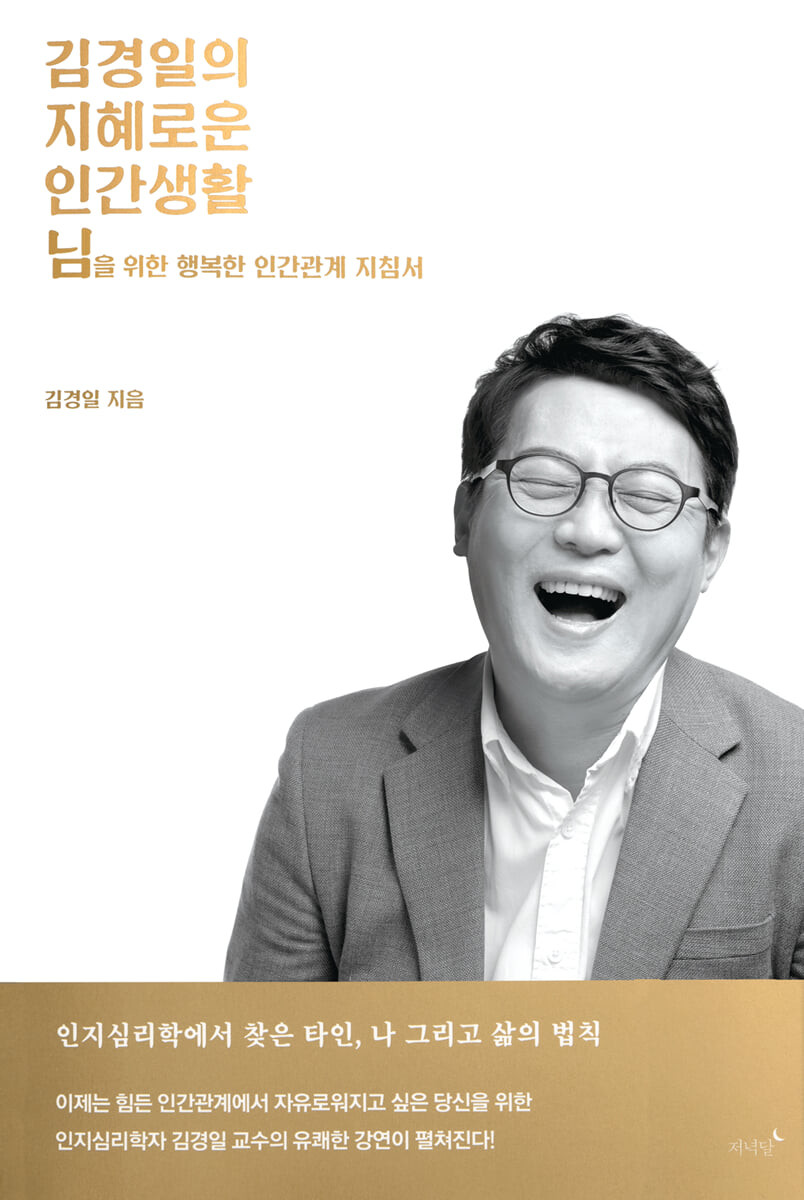 김경일의
지혜로운
인간생활
님을 위한 행복한 인간관계 지침서
김경일 지음
인지심리학에서 찾은 타인, 나 그리고 삶의 법칙
이제는 힘든 인간관계에서 자유로워지고 싶은 당신을 위한
인지심리학자 김경일 교수의 유쾌한 강연이 펼쳐진다!
저녁달